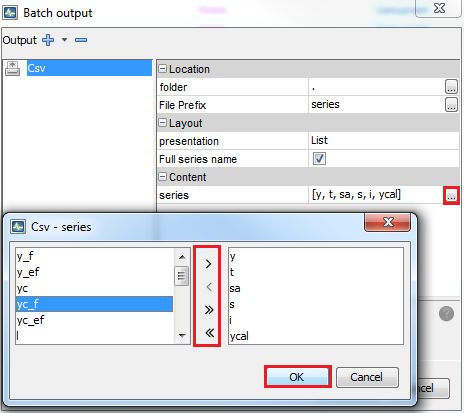 Batch output
Output
Csv
Location
folder .
File Prefix series
Layout
presentation List
Full series name
Content
series [y, t, sa, s, i, ycal]
...
Csv - series
y_f
y_ef
yc
yc_f
yc_ef
l
>
<
>>
<<
y
t
sa
s
i
ycal
OK
Cancel